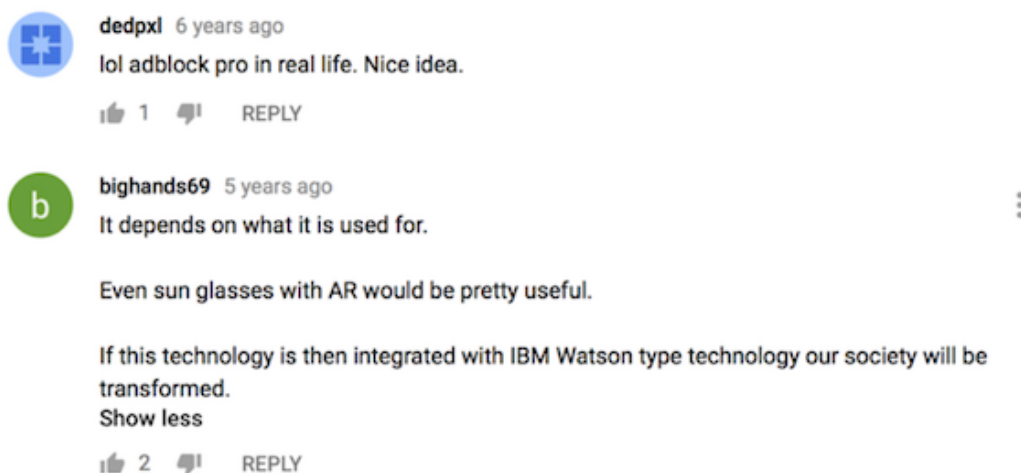 dedpxl 6 years ago
lol adblock pro in real life. Nice idea.
1 REPLY
b
bighands69 5 years ago
It depends on what it is used for.
Even sun glasses with AR would be pretty useful.
If this technology is then integrated with IBM Watson type technology our society will be
transformed.
Show less
2 REPLY